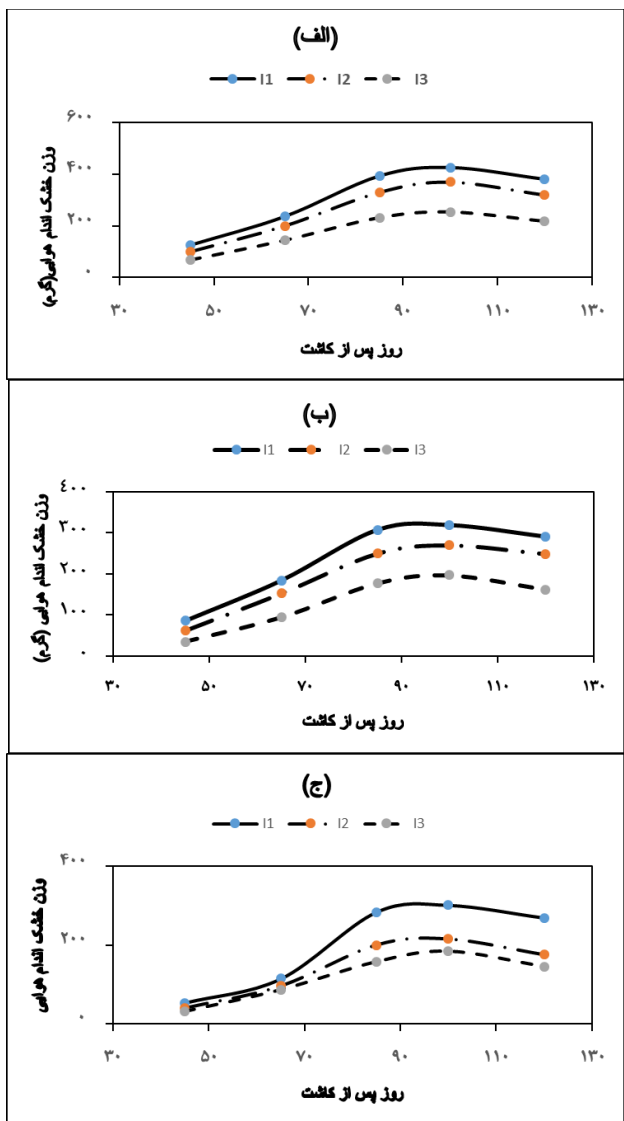 (الف)
I1 I2 I3
۶۰۰
۴۰۰
۲۰۰
۰
وزن خشک اندام هوایی(گرم)
۳۰ ۵۰ ۷۰ ۹۰ ۱۱۰ ۱۳۰
روز پس از کاشت
(ب)
I1 I2 I3
۴۰۰
۳۰۰
۲۰۰
۱۰۰
۰
وزن خشک اندام هوایی (گرم)
۳۰ ۵۰ ۷۰ ۹۰ ۱۱۰ ۱۳۰
روز پس از کاشت
(ج)
I1 I2 I3
۴۰۰
۲۰۰
۰
وزن خشک اندام هوایی
۳۰ ۵۰ ۷۰ ۹۰ ۱۱۰ ۱۳۰
روز پس از کاشت